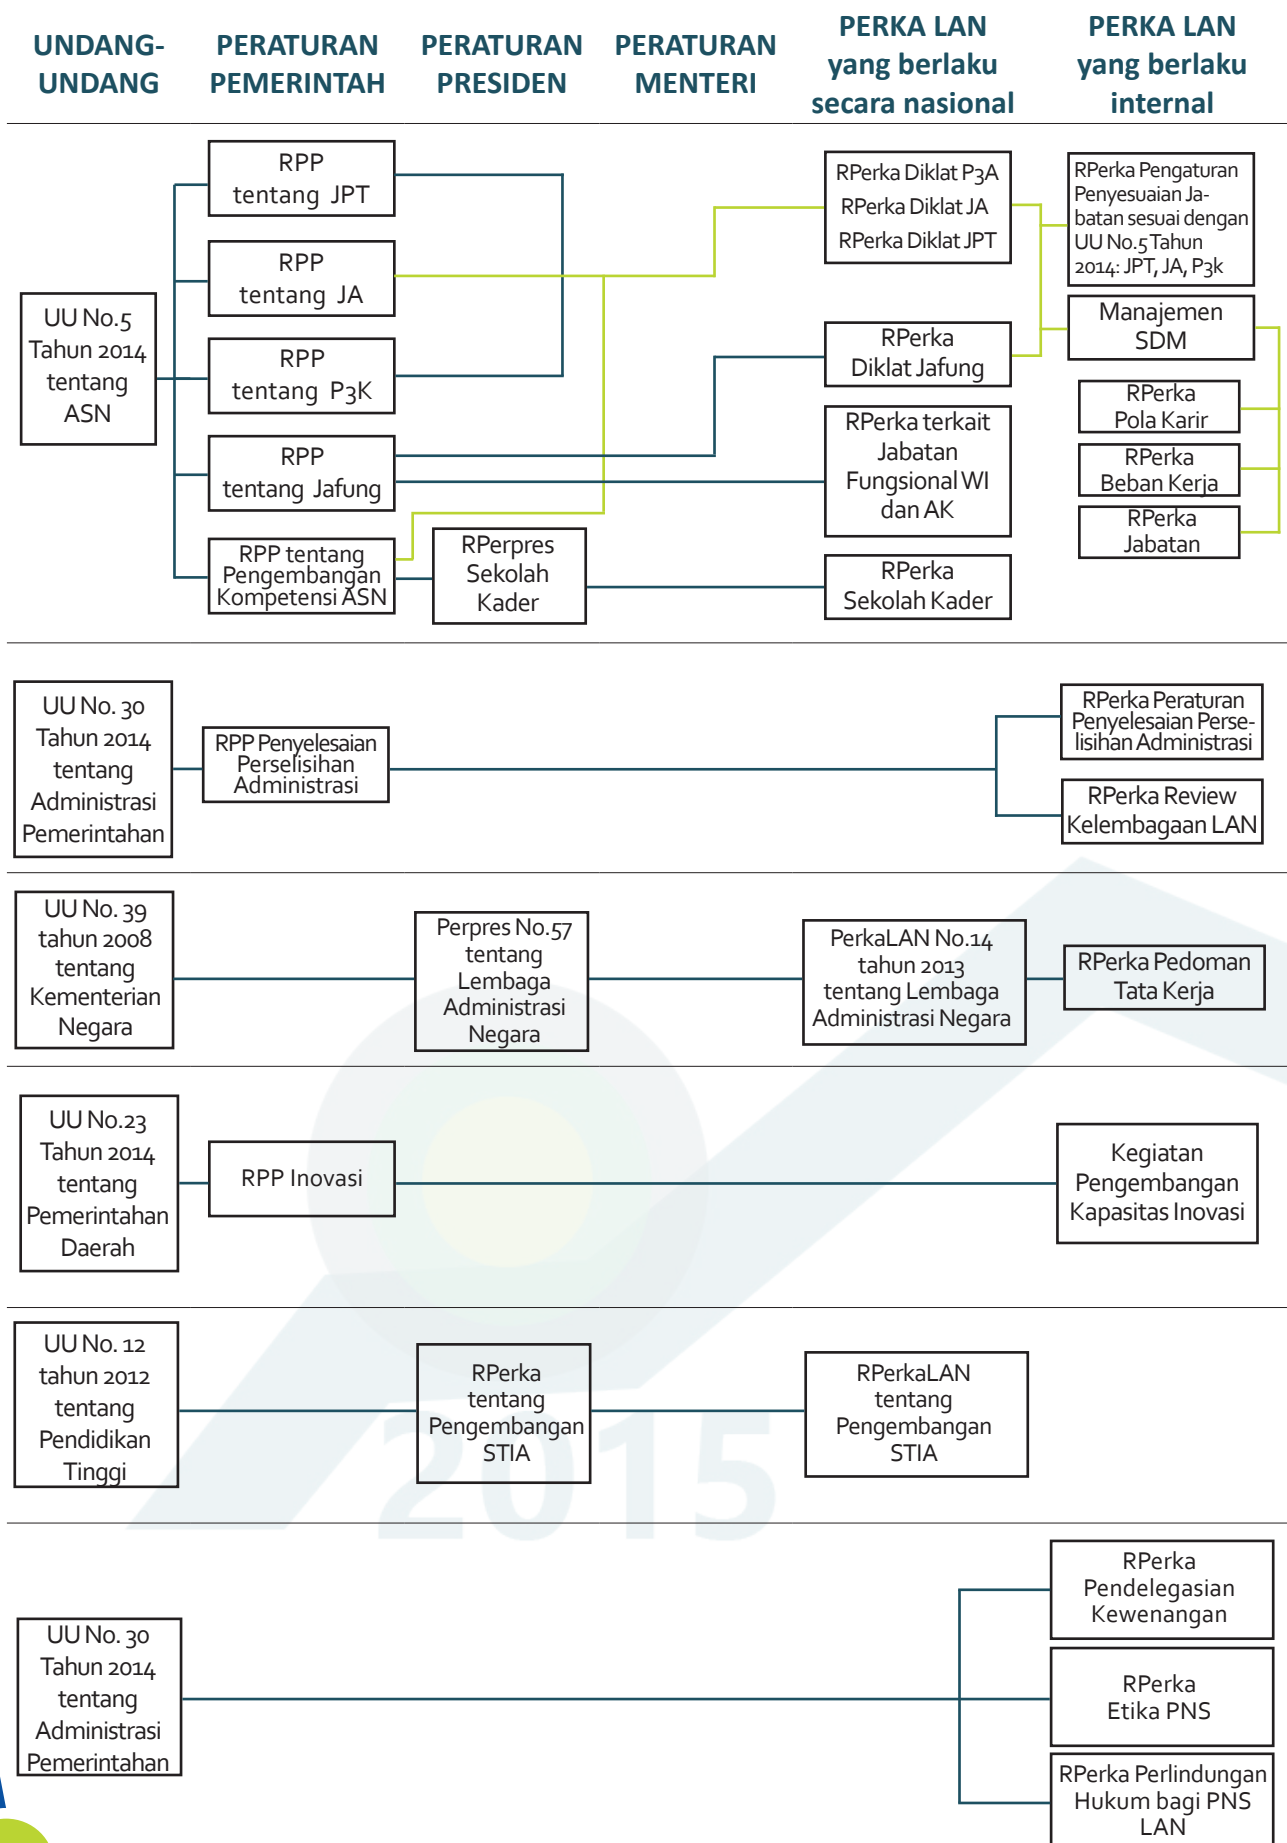 UNDANG-
UNDANG
PERATURAN
PEMERINTAH
PERATURAN
PRESIDEN
PERATURAN
MENTERI
PERKA LAN
yang berlaku
secara nasional
PERKA LAN
yang berlaku
internal
UU No.5
Tahun 2014
tentang
ASN
RPP
tentang JPT
RPP
tentang JA
RPP
tentang P3K
RPP
tentang Jafung
RPP tentang
Pengembangan
Kompetensi ASN
RPerpres
Sekolah
Kader
RPerka Diklat P3A
RPerka Diklat JA
RPerka Diklat JPT
RPerka
Diklat Jafung
RPerka terkait
Jabatan
Fungsional WI
dan AK
RPerka
Sekolah Kader
RPerka Pengaturan
Penyesuaian Ja-
batan sesuai dengan
UU No.5 Tahun
2014: JPT, JA, P3k
Manajemen
SDM
RPerka
Pola Karir
RPerka
Beban Kerja
RPerka
Jabatan
UU No. 30
Tahun 2014
tentang
Administrasi
Pemerintahan
RPP Penyelesaian
Perselisihan
Administrasi
RPerka Peraturan
Penyelesaian Perse-
lisihan Administrasi
RPerka Review
Kelembagaan LAN
UU No. 39
tahun 2008
tentang
Kementerian
Negara
Perpres No.57
tentang
Lembaga
Administrasi
Negara
PerkaLAN No.14
tahun 2013
tentang Lembaga
Administrasi Negara
RPerka Pedoman
Tata Kerja
UU No.23
Tahun 2014
tentang
Pemerintahan
Daerah
RPP Inovasi
Kegiatan
Pengembangan
Kapasitas Inovasi
UU No. 12
tahun 2012
tentang
Pendidikan
Tinggi
RPerka
tentang
Pengembangan
STIA
RPerkaLAN
tentang
Pengembangan
STIA
2015
UU No. 30
Tahun 2014
tentang
Administrasi
Pemerintahan
RPerka
Pendelegasian
Kewenangan
RPerka
Etika PNS
RPerka Perlindungan
Hukum bagi PNS
LAN